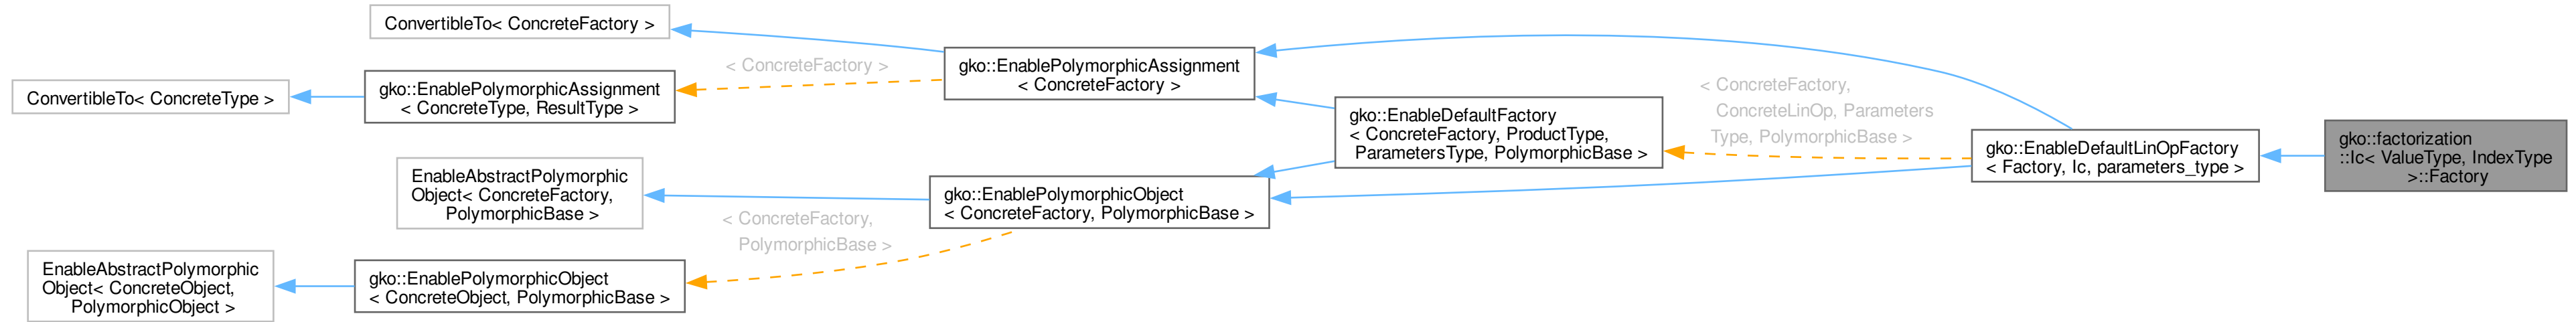 ConvertibleTo< ConcreteFactory >
ConvertibleTo< ConcreteType >
gko::EnablePolymorphicAssignment
< ConcreteType, ResultType >
< ConcreteFactory >
gko::EnablePolymorphicAssignment
< ConcreteFactory >
EnableAbstractPolymorphic
Object< ConcreteFactory,
PolymorphicBase >
gko::EnablePolymorphicObject
< ConcreteFactory, PolymorphicBase >
< ConcreteFactory,
PolymorphicBase >
EnableAbstractPolymorphic
Object< ConcreteObject,
PolymorphicObject >
gko::EnablePolymorphicObject
< ConcreteObject, PolymorphicBase >
gko::EnableDefaultFactory
< ConcreteFactory, ProductType,
ParametersType, PolymorphicBase >
< ConcreteFactory,
ConcreteLinOp, Parameters
Type, PolymorphicBase >
gko::EnableDefaultLinOpFactory
< Factory, Ic, parameters_type >
gko::factorization
::Ic< ValueType, IndexType
>::Factory